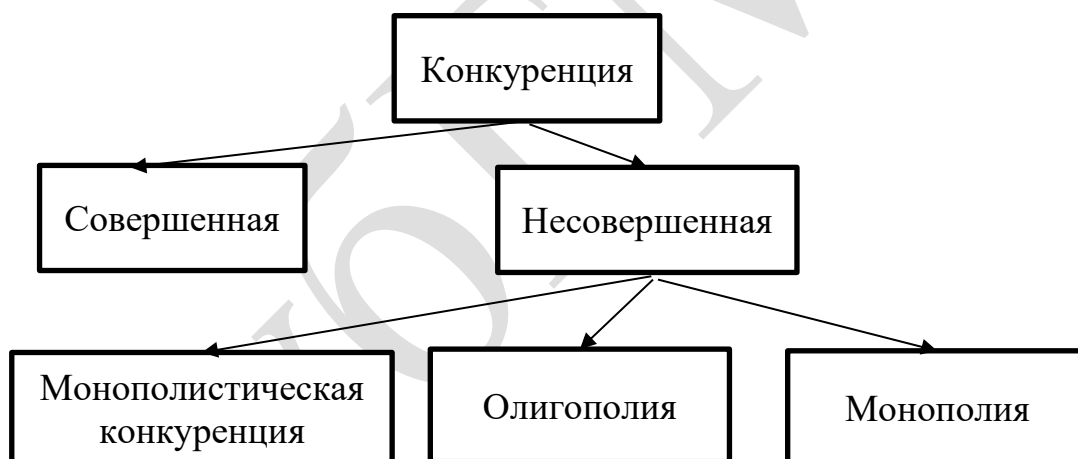 Конкуренция
Совершенная
Несовершенная
Монополистическая
конкуренция
Олигополия
Монополия